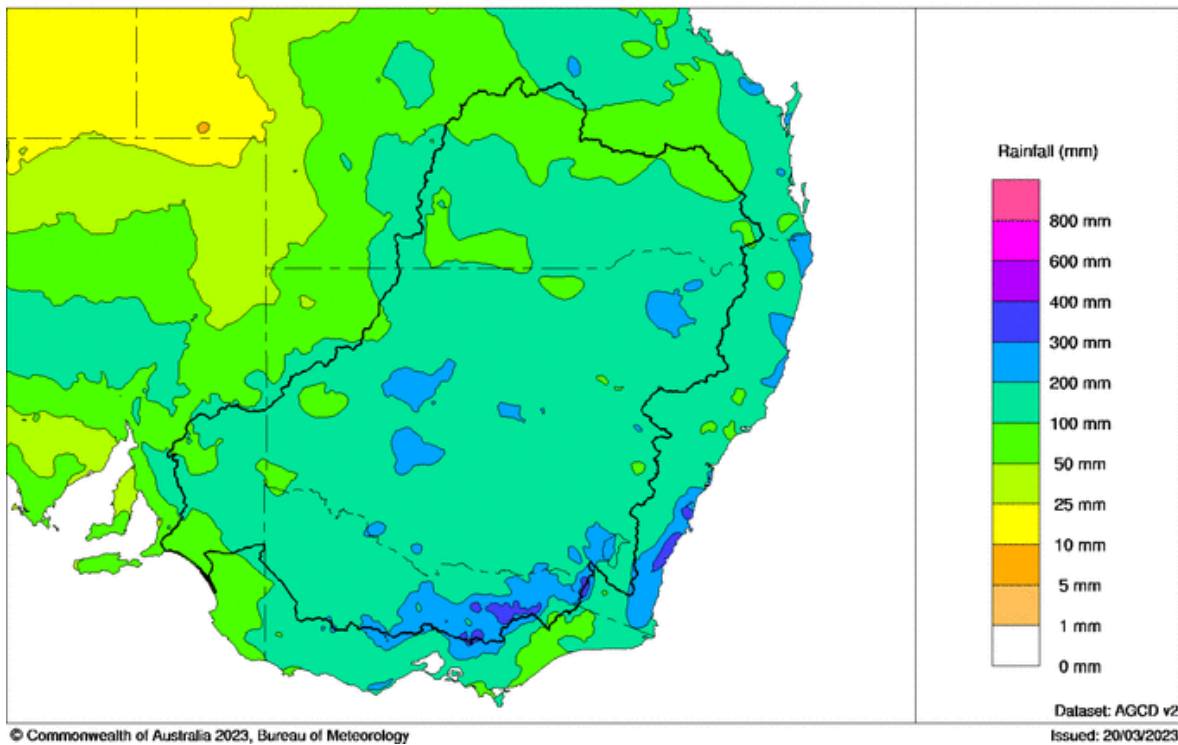 Rainfall (mm)
800 mm
600 mm
400 mm
300 mm
200 mm
100 mm
50 mm
25 mm
10 mm
5 mm
1 mm
0 mm
Dataset: AGCD v2
© Commonwealth of Australia 2023, Bureau of Meteorology
Issued: 20/03/2023